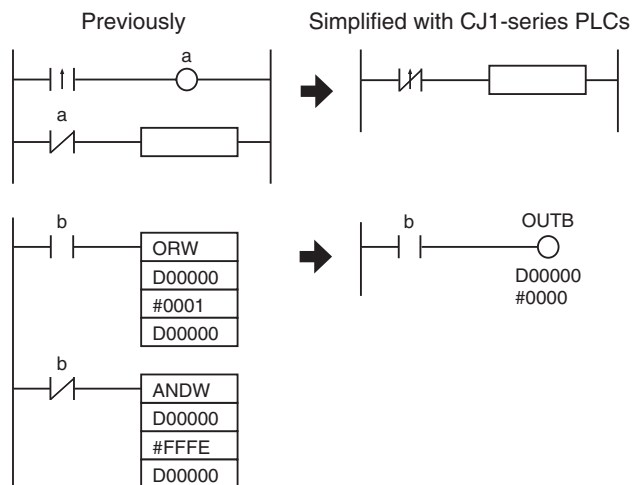 Previously
Simplified with CJ1-series PLCs
a
a
b
ORW
D00000
#0001
D00000
b
OUTB
D00000
#0000
b
ANDW
D00000
#FFFE
D00000